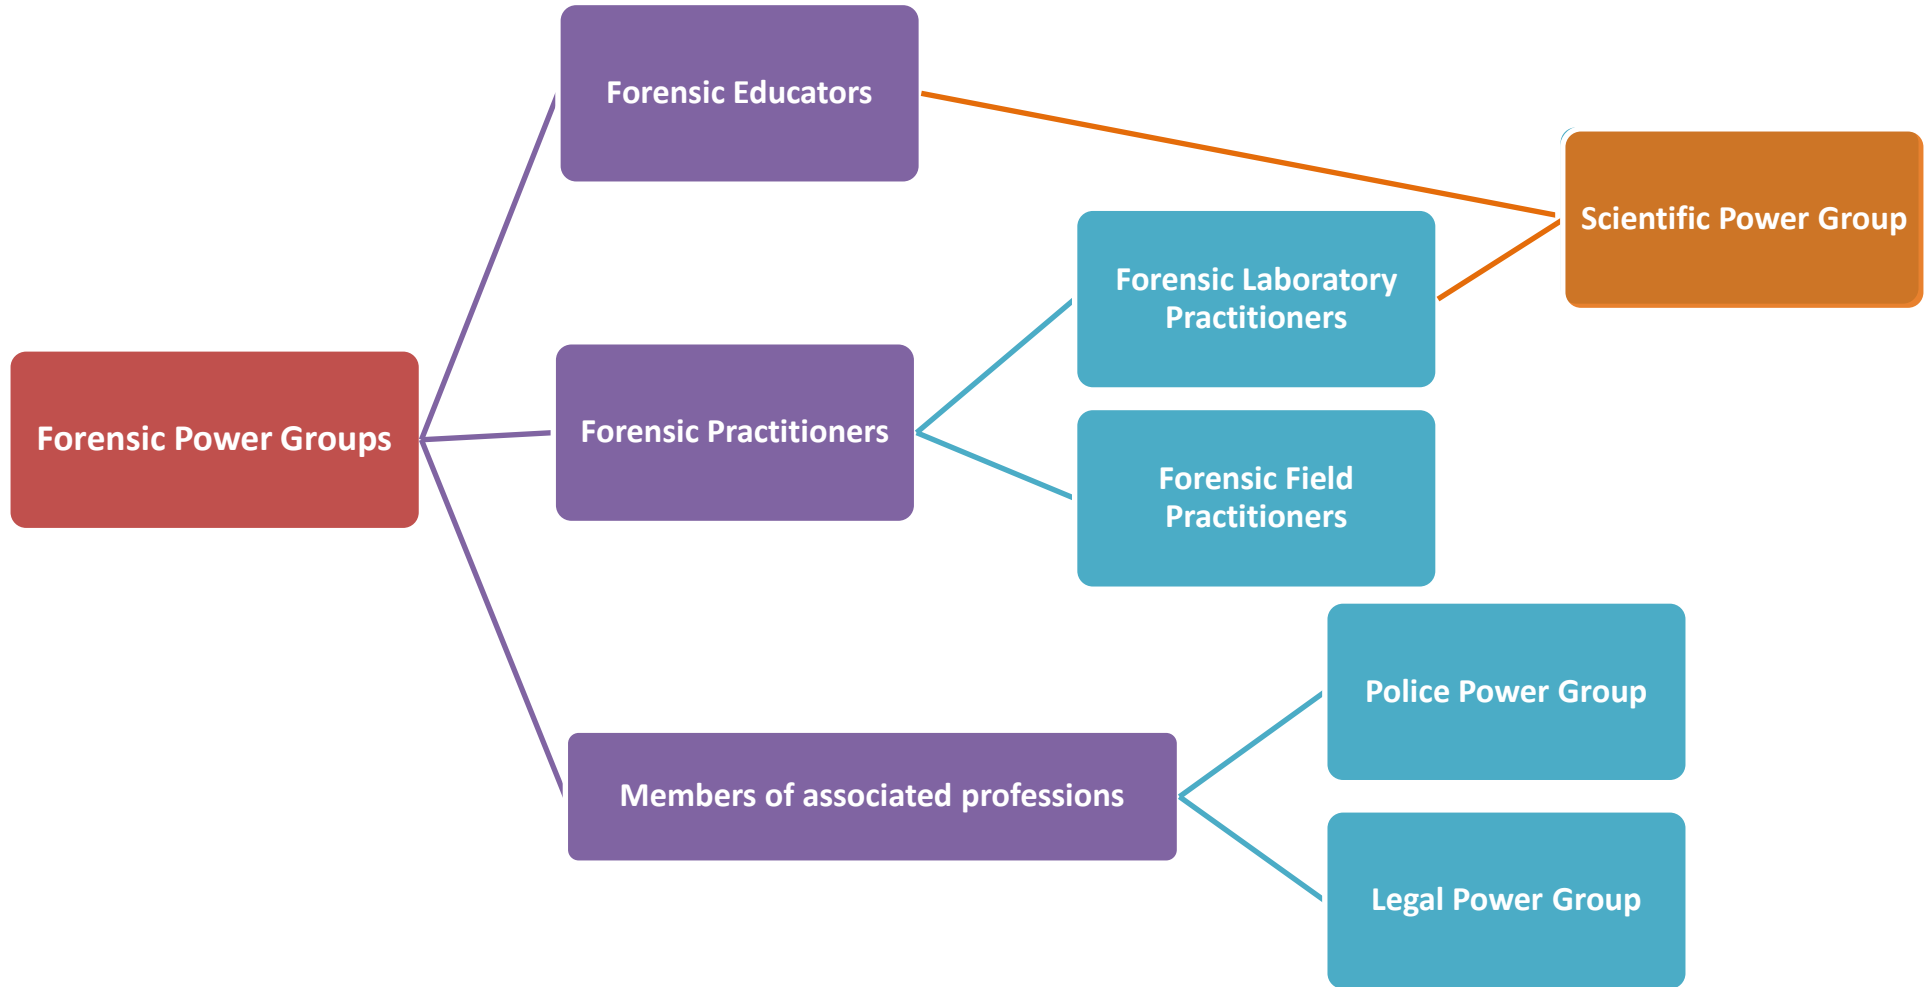 Forensic Educators
Scientific Power Group
Forensic Laboratory
Practitioners
Forensic Power Groups
Forensic Practitioners
Forensic Field
Practitioners
Police Power Group
Members of associated professions
Legal Power Group